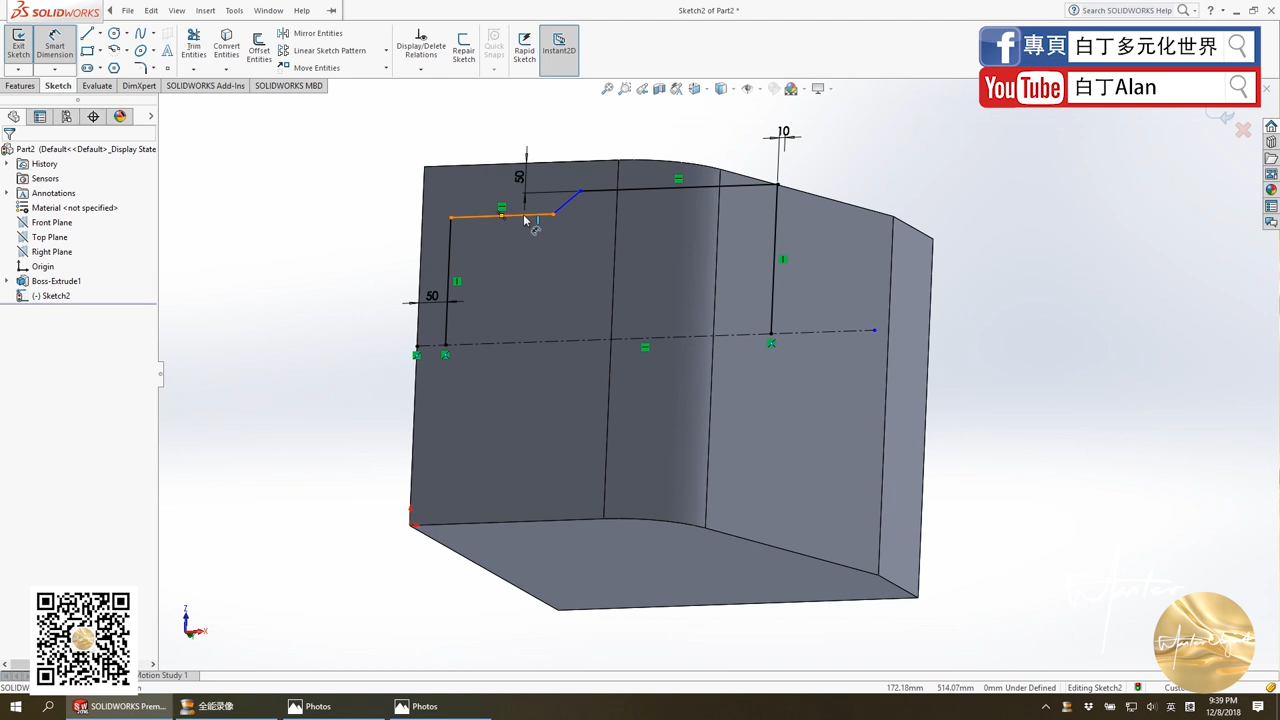 SOLIDWORKS
File Edit View Insert Tools Window Help
Sketch2 of Part2 *
Search SOLIDWORKS Help
Exit Sketch
Smart Dimension
Trim Entities
Convert Entities
Offset Entities
Mirror Entities
Linear Sketch Pattern
Move Entities
Display/Delete Relations
Repair Sketch
Quick Snaps
Rapid Sketch
Instant2D
專頁 白丁多元化世界
YouTube 白丁Alan
Features Sketch Evaluate DimXpert SOLIDWORKS Add-Ins SOLIDWORKS MBD
Part2 (Default<<Default>_Display State
History
Sensors
Annotations
Material <not specified>
Front Plane
Top Plane
Right Plane
Origin
Boss-Extrude1
(-) Sketch2
10
50
50
Z
X
Motion Study 1
SOLIDW
172.18mm 514.07mm 0mm Under Defined Editing Sketch2
SOLIDWORKS Prem... 全能录像 Photos Photos
9:39 PM
12/8/2018